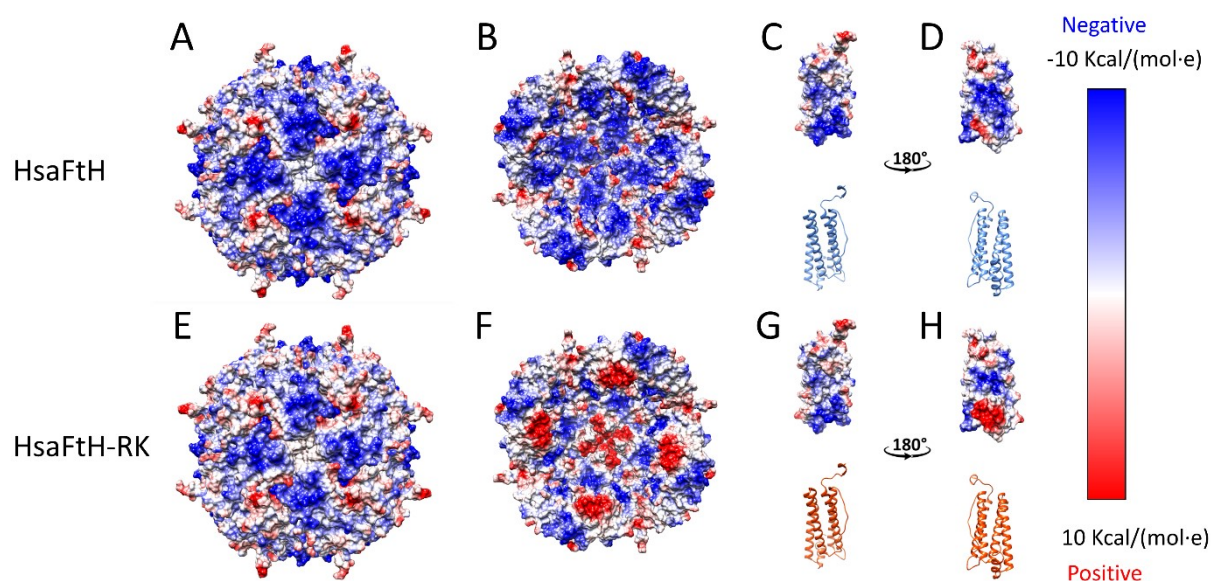 A
B
C
D
Negative
-10 Kcal/(mol·e)
HsaFtH
180°
E
F
G
H
HsaFtH-RK
180°
10 Kcal/(mol·e)
Positive